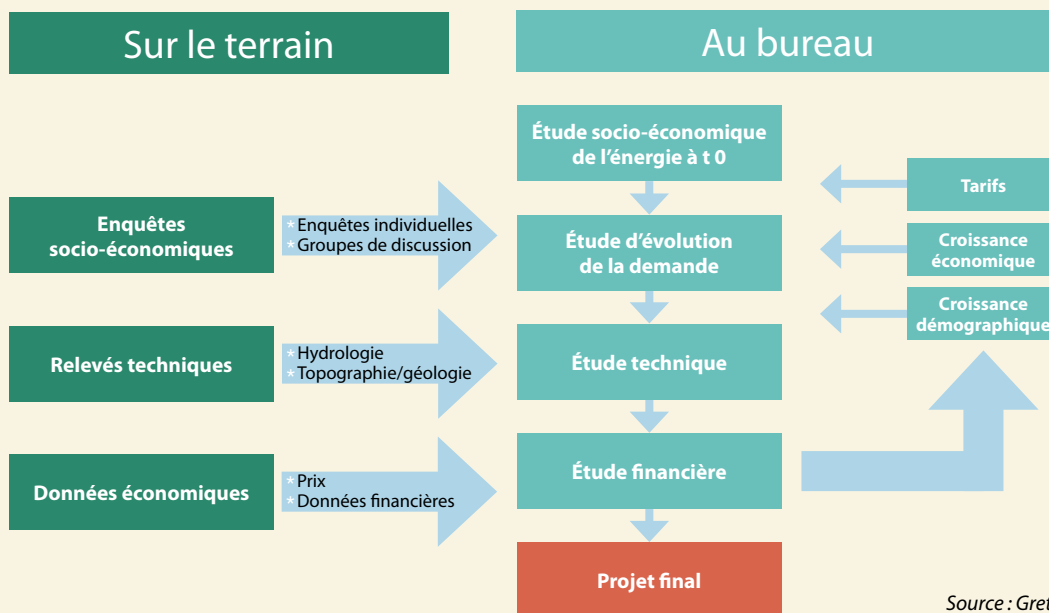 Sur le terrain
Au bureau
Étude socio-économique
de l'énergie à t 0
Tarifs
Enquêtes
socio-économiques
* Enquêtes individuelles
* Groupes de discussion
Étude d'évolution
de la demande
Croissance
économique
Croissance
démographique
Relevés techniques
* Hydrologie
* Topographie/géologie
Étude technique
Données économiques
* Prix
* Données financières
Étude financière
Projet final
Source : Gret